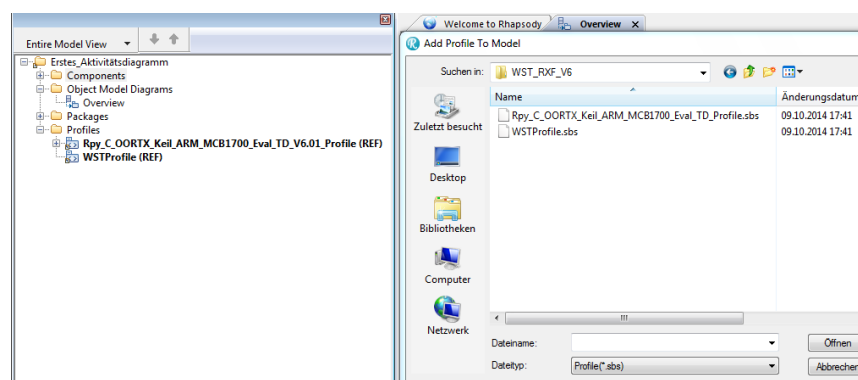 Entire Model View
Erstes_Aktivitätsdiagramm
Components
Object Model Diagrams
Overview
Packages
Profiles
Rpy_C_OORTX_Keil_ARM_MCB1700_Eval_TD_V6.01_Profile (REF)
WSTProfile (REF)
Welcome to Rhapsody
Overview X
Add Profile To Model
Suchen in: WST_RXF_V6
Name Änderungsdatum
Rpy_C_OORTX_Keil_ARM_MCB1700_Eval_TD_Profile.sbs 09.10.2014 17:41
WSTProfile.sbs 09.10.2014 17:41
Zuletzt besucht
Desktop
Bibliotheken
Computer
Netzwerk
Dateiname: Öffnen
Dateityp: Profile(*.sbs) Abbrechen